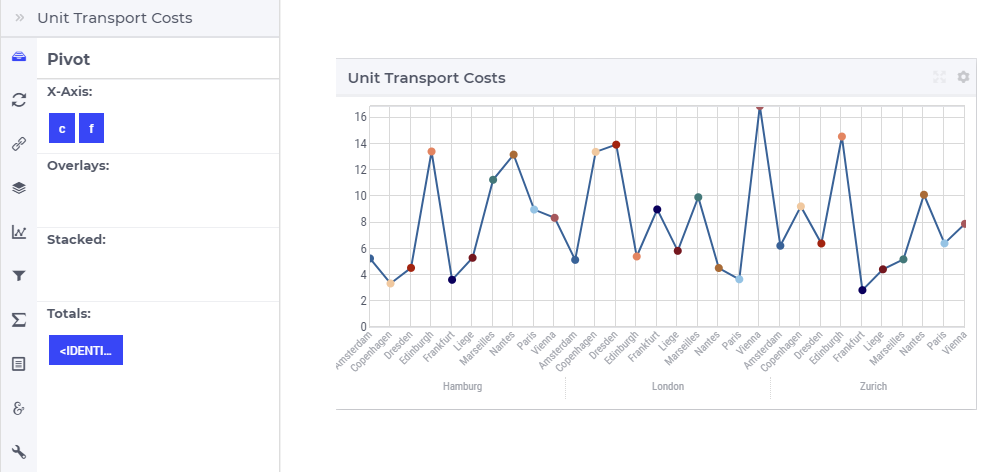 Unit Transport Costs
Pivot
X-Axis:
c f
Overlays:
Stacked:
Totals:
<IDENTI...
Unit Transport Costs
16
14
12
10
8
6
4
2
0
Amsterdam Copenhagen Dresden Edinburgh Frankfurt Liege Marseilles Nantes Paris Vienna Amsterdam Copenhagen Dresden Edinburgh Frankfurt Liege Marseilles Nantes Paris Vienna Amsterdam Copenhagen Dresden Edinburgh Frankfurt Liege Marseilles Nantes Paris Vienna
Hamburg London Zurich